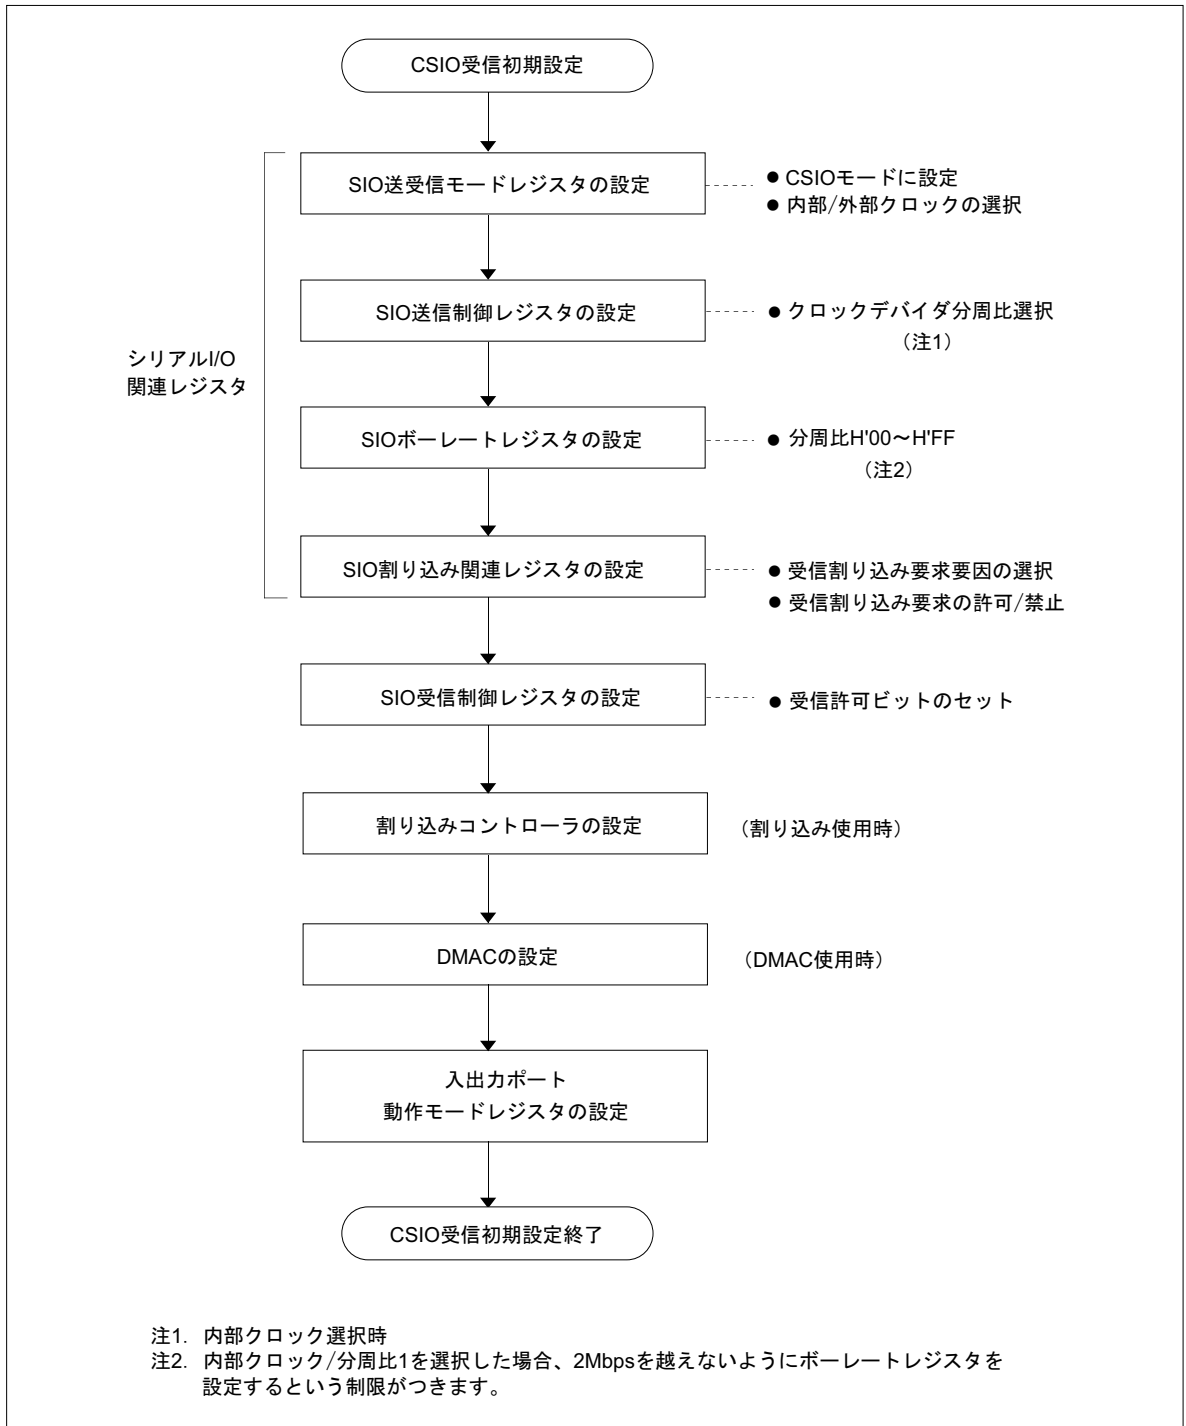 CSIO受信初期設定
シリアルI/O
関連レジスタ
SIO送受信モードレジスタの設定
● CSIOモードに設定
● 内部/外部クロックの選択
SIO送信制御レジスタの設定
● クロックデバイダ分周比選択
（注1）
SIOボーレートレジスタの設定
● 分周比H'00～H'FF
（注2）
SIO割り込み関連レジスタの設定
● 受信割り込み要求要因の選択
● 受信割り込み要求の許可/禁止
SIO受信制御レジスタの設定
● 受信許可ビットのセット
割り込みコントローラの設定
（割り込み使用時）
DMACの設定
（DMAC使用時）
入出力ポート
動作モードレジスタの設定
CSIO受信初期設定終了
注1. 内部クロック選択時
注2. 内部クロック/分周比1を選択した場合、2Mbpsを越えないようにボーレートレジスタを
設定するという制限がつきます。